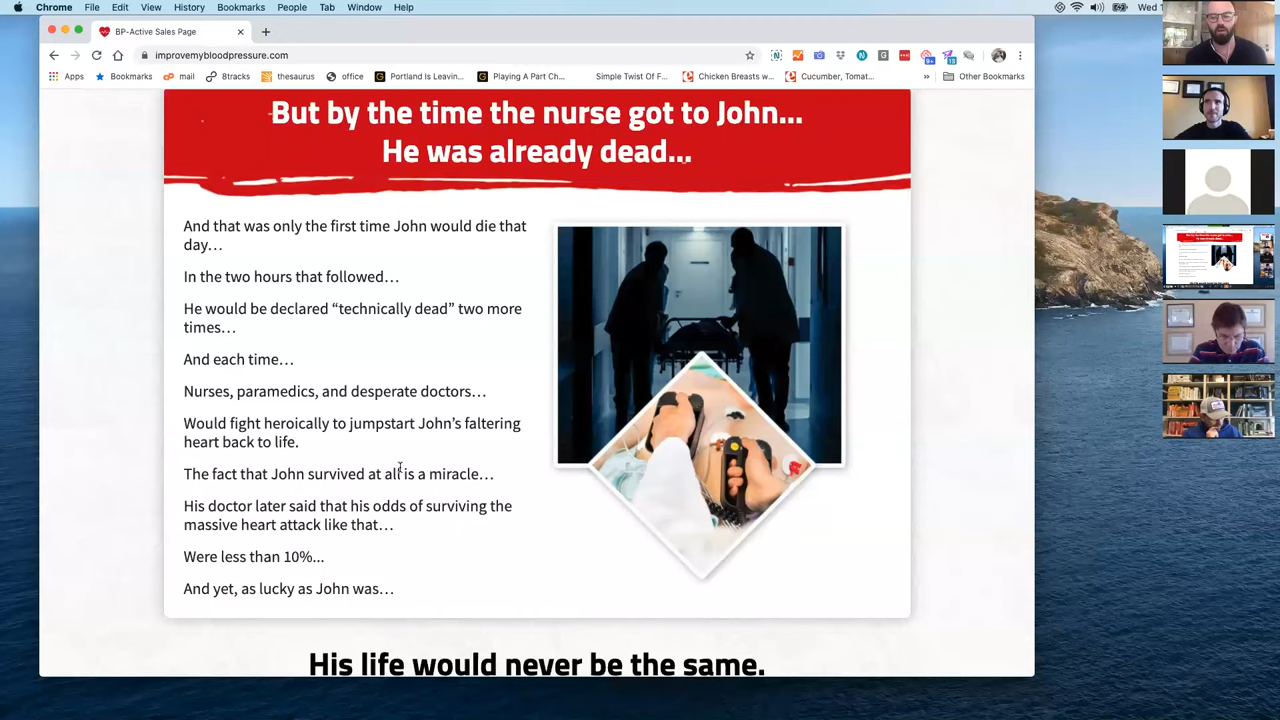 Chrome File Edit View History Bookmarks People Tab Window Help
Wed 1
BP-Active Sales Page
improvemybloodpressure.com
Apps Bookmarks mail 8tracks thesaurus office Portland Is Leavin... Playing A Part Ch... Simple Twist Of F... Chicken Breasts w... Cucumber, Tomat... » Other Bookmarks
But by the time the nurse got to John...
He was already dead...
And that was only the first time John would die that
day…
In the two hours that followed…
He would be declared “technically dead” two more
times…
And each time…
Nurses, paramedics, and desperate doctors…
Would fight heroically to jumpstart John’s faltering
heart back to life.
The fact that John survived at all is a miracle…
His doctor later said that his odds of surviving the
massive heart attack like that…
Were less than 10%...
And yet, as lucky as John was…
His life would never be the same.